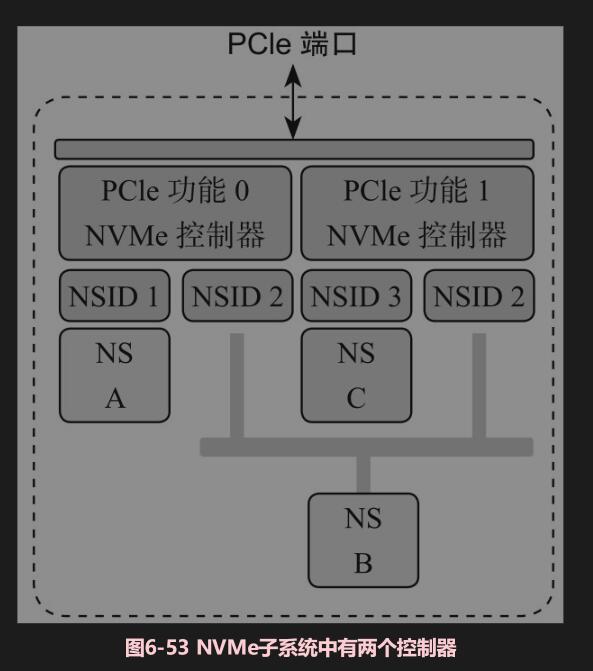 PCIe 端口
PCIe 功能 0
NVMe 控制器
PCIe 功能 1
NVMe 控制器
NSID 1
NSID 2
NSID 3
NSID 2
NS
A
NS
C
NS
B
图6-53 NVMe子系统中有两个控制器